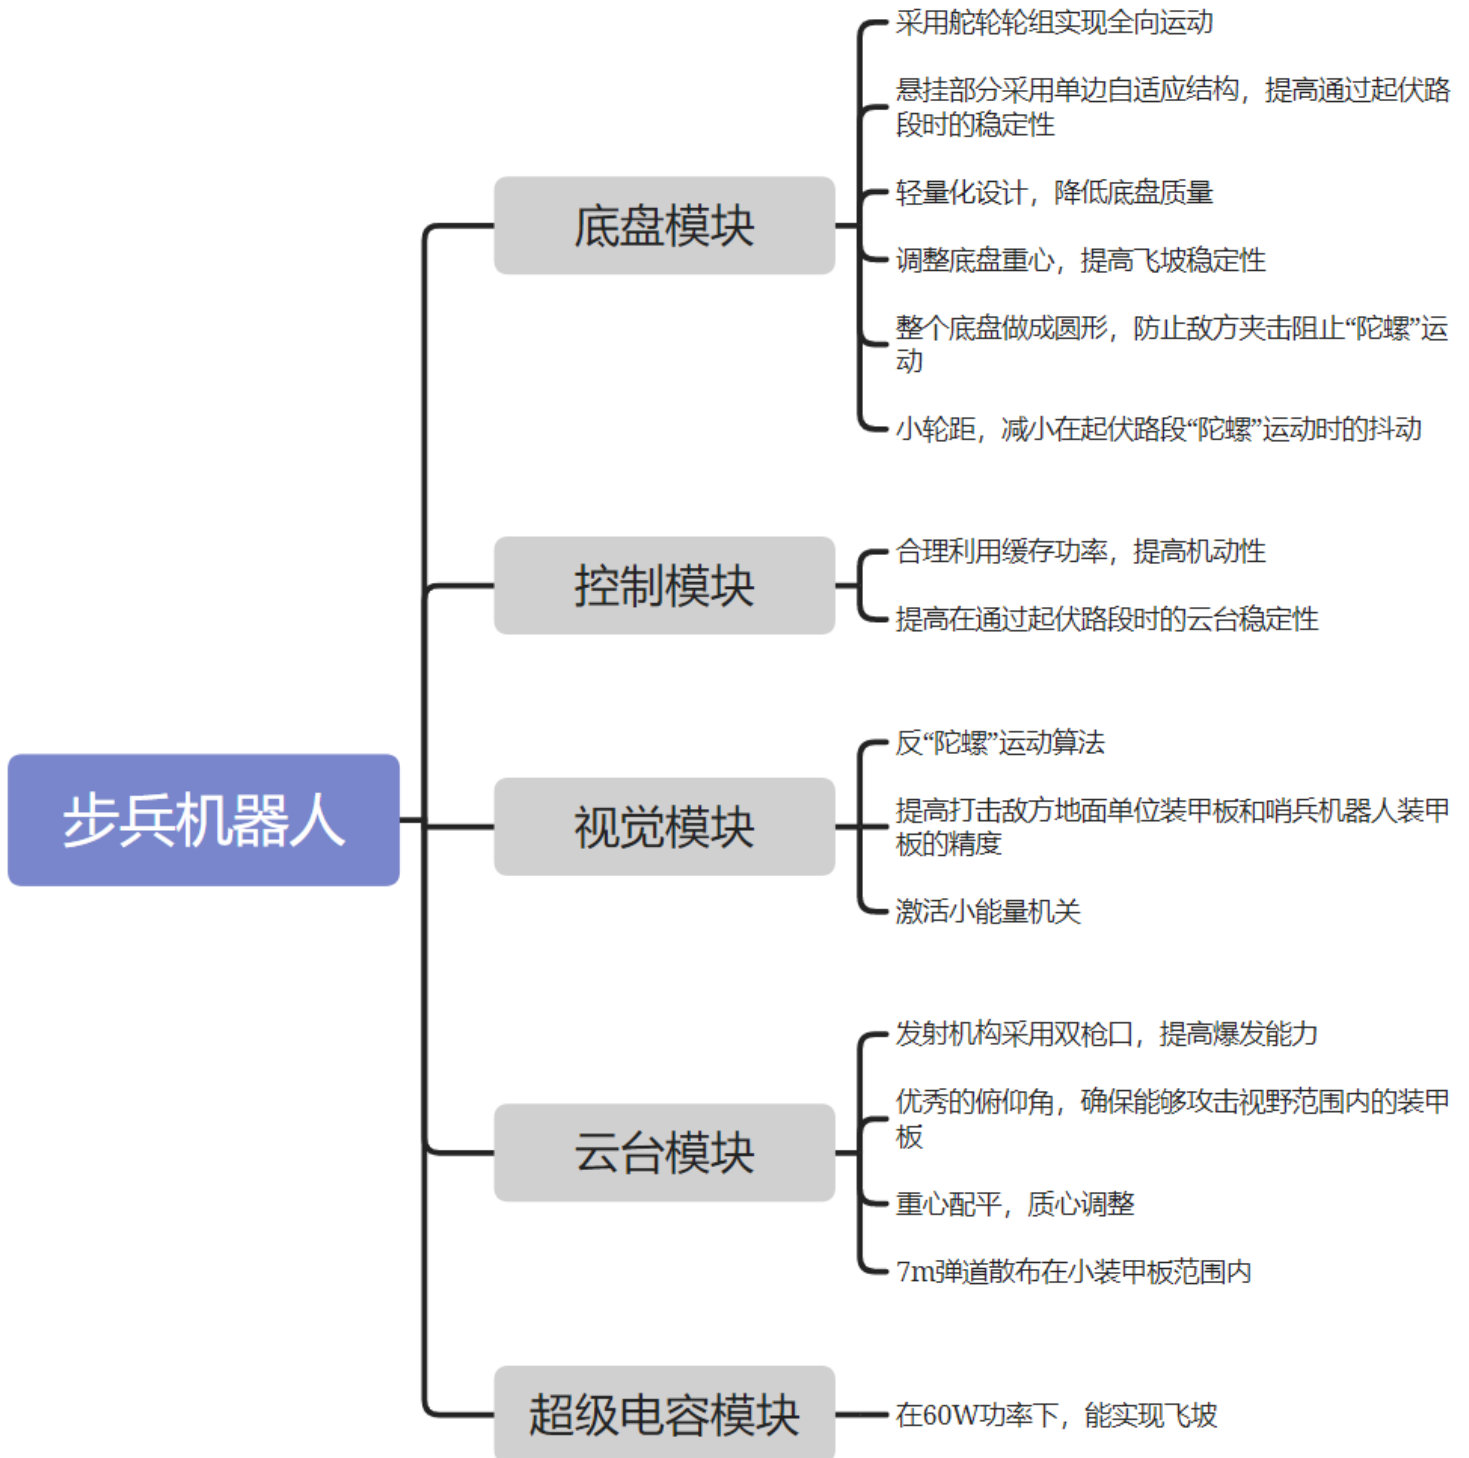 步兵机器人
底盘模块
采用舵轮轮组实现全向运动
悬挂部分采用单边自适应结构，提高通过起伏路
段时的稳定性
轻量化设计，降低底盘质量
调整底盘重心，提高飞坡稳定性
整个底盘做成圆形，防止敌方夹击阻止“陀螺”运
动
小轮距，减小在起伏路段“陀螺”运动时的抖动
控制模块
合理利用缓存功率，提高机动性
提高在通过起伏路段时的云台稳定性
视觉模块
反“陀螺”运动算法
提高打击敌方地面单位装甲板和哨兵机器人装甲
板的精度
激活小能量机关
云台模块
发射机构采用双枪口，提高爆发能力
优秀的俯仰角，确保能够攻击视野范围内的装甲
板
重心配平，质心调整
7m弹道散布在小装甲板范围内
超级电容模块
在60W功率下，能实现飞坡